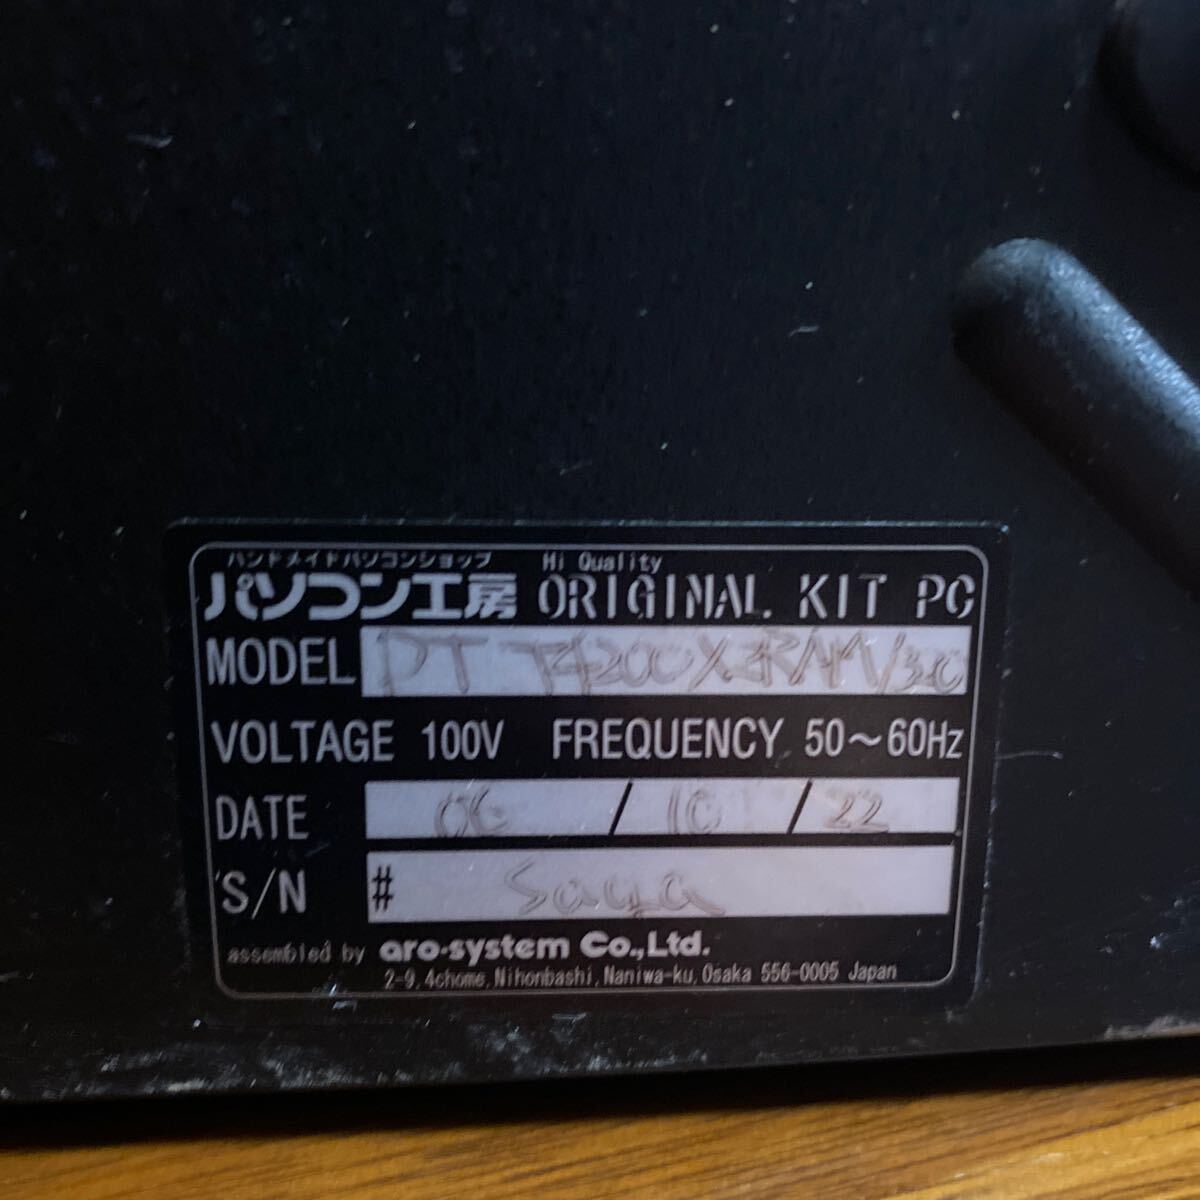 ハンドメイドパソコンショップ Hi Quality
パソコン工房 ORIGINAL KIT PC
MODEL PT
VOLTAGE 100V FREQUENCY 50~60Hz
DATE 06 / 10 / 22
S/N # Saya
assembled by aro-system Co.,Ltd.
2-9, 4chome, Nihonbashi, Naniwa-ku, Osaka 556-0005 Japan